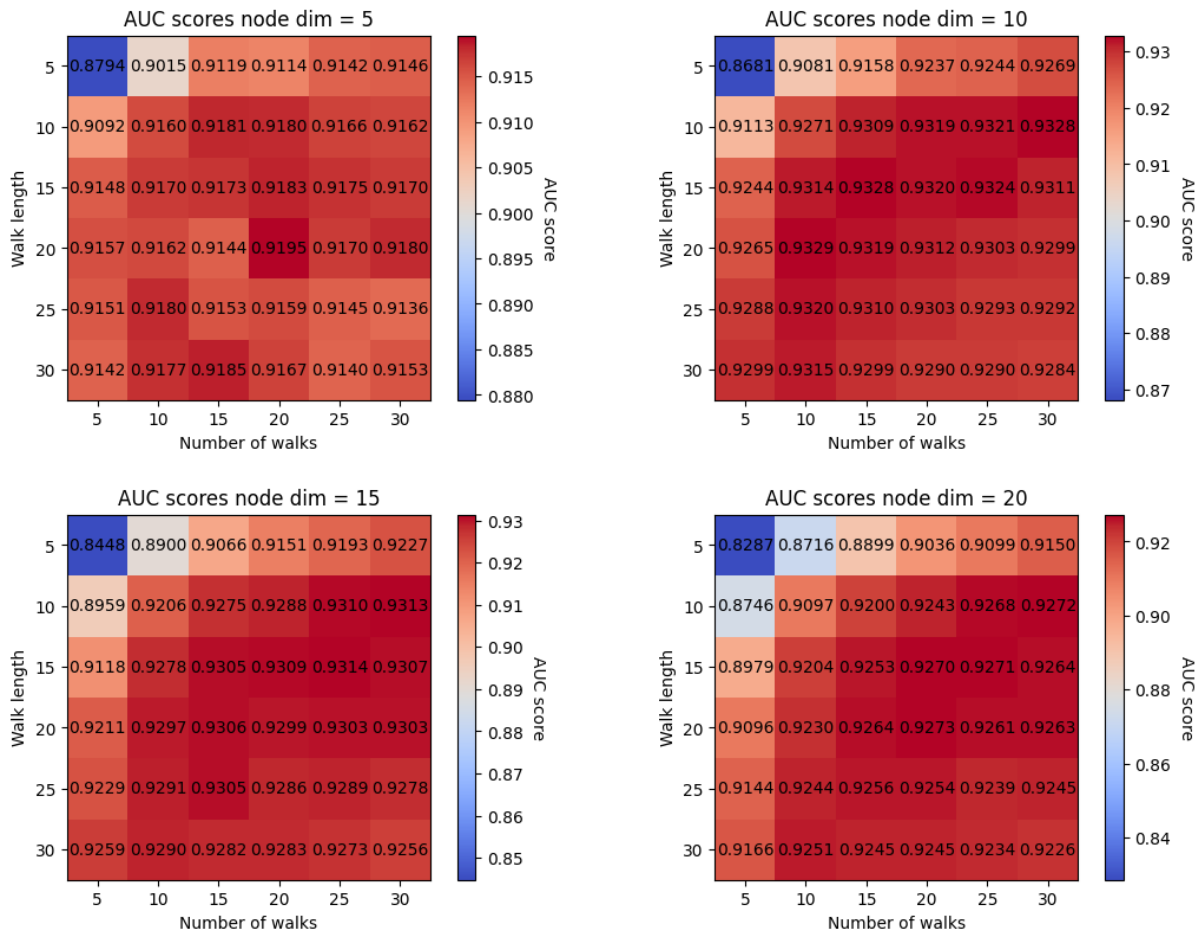 AUC scores node dim = 5
5 0.8794 0.9015 0.9119 0.9114 0.9142 0.9146
10 0.9092 0.9160 0.9181 0.9180 0.9166 0.9162
15 0.9148 0.9170 0.9173 0.9183 0.9175 0.9170
20 0.9157 0.9162 0.9144 0.9195 0.9170 0.9180
25 0.9151 0.9180 0.9153 0.9159 0.9145 0.9136
30 0.9142 0.9177 0.9185 0.9167 0.9140 0.9153
5 10 15 20 25 30
Number of walks
Walk length
0.915
0.910
0.905
0.900
0.895
0.890
0.885
0.880
AUC score
AUC scores node dim = 10
5 0.8681 0.9081 0.9158 0.9237 0.9244 0.9269
10 0.9113 0.9271 0.9309 0.9319 0.9321 0.9328
15 0.9244 0.9314 0.9328 0.9320 0.9324 0.9311
20 0.9265 0.9329 0.9319 0.9312 0.9303 0.9299
25 0.9288 0.9320 0.9310 0.9303 0.9293 0.9292
30 0.9299 0.9315 0.9299 0.9290 0.9290 0.9284
5 10 15 20 25 30
Number of walks
Walk length
0.93
0.92
0.91
0.90
0.89
0.88
0.87
AUC score
AUC scores node dim = 15
5 0.8448 0.8900 0.9066 0.9151 0.9193 0.9227
10 0.8959 0.9206 0.9275 0.9288 0.9310 0.9313
15 0.9118 0.9278 0.9305 0.9309 0.9314 0.9307
20 0.9211 0.9297 0.9306 0.9299 0.9303 0.9303
25 0.9229 0.9291 0.9305 0.9286 0.9289 0.9278
30 0.9259 0.9290 0.9282 0.9283 0.9273 0.9256
5 10 15 20 25 30
Number of walks
Walk length
0.93
0.92
0.91
0.90
0.89
0.88
0.87
0.86
0.85
AUC score
AUC scores node dim = 20
5 0.8287 0.8716 0.8899 0.9036 0.9099 0.9150
10 0.8746 0.9097 0.9200 0.9243 0.9268 0.9272
15 0.8979 0.9204 0.9253 0.9270 0.9271 0.9264
20 0.9096 0.9230 0.9264 0.9273 0.9261 0.9263
25 0.9144 0.9244 0.9256 0.9254 0.9239 0.9245
30 0.9166 0.9251 0.9245 0.9245 0.9234 0.9226
5 10 15 20 25 30
Number of walks
Walk length
0.92
0.90
0.88
0.86
0.84
AUC score